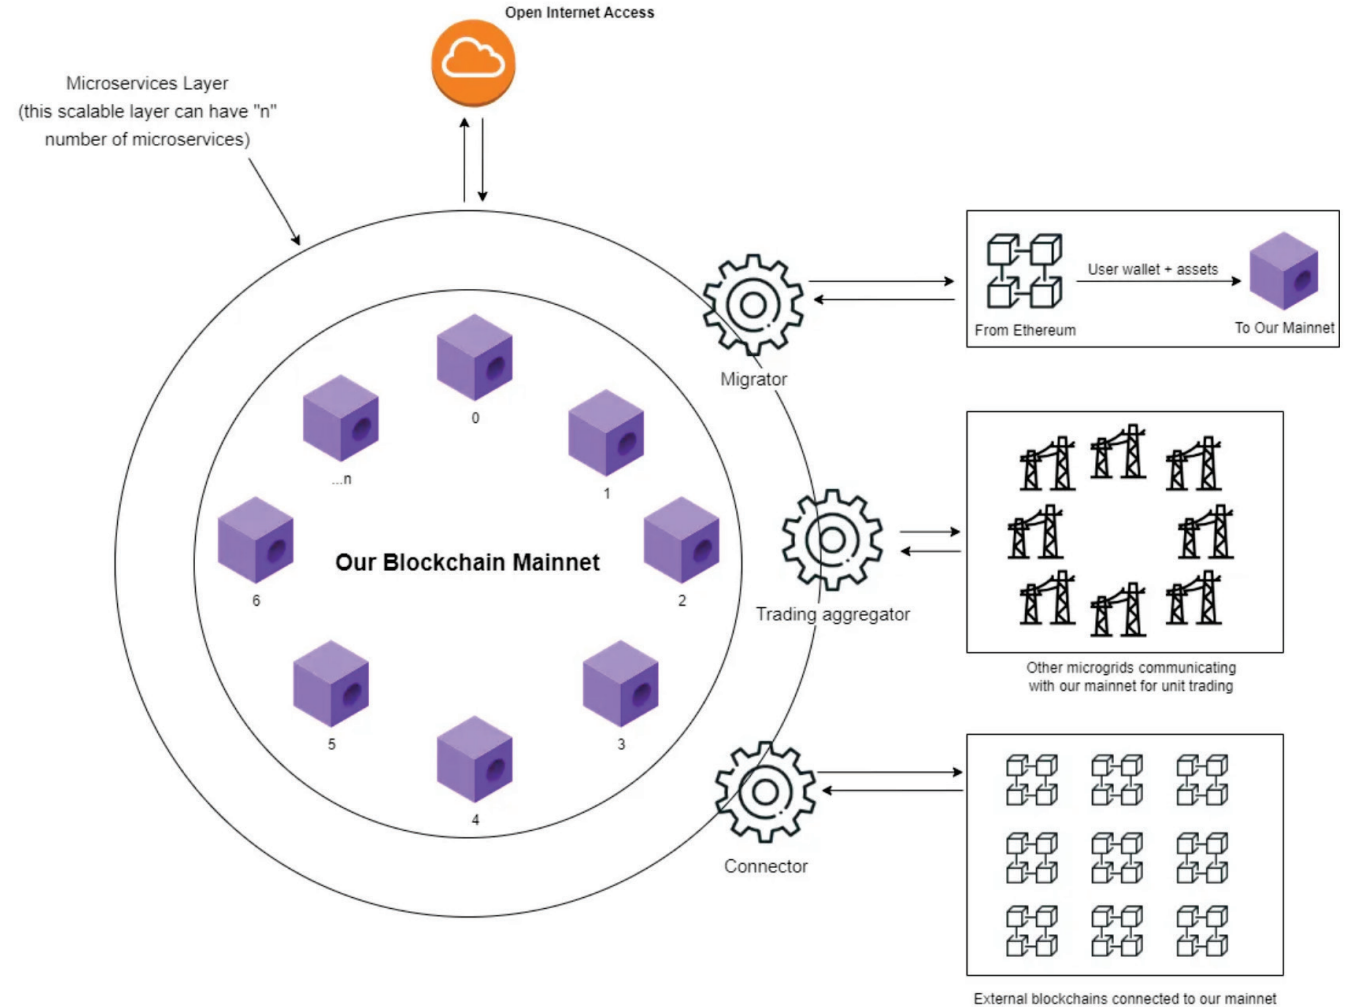 Open Internet Access
Microservices Layer
(this scalable layer can have "n"
number of microservices)
Migrator
User wallet + assets
From Ethereum
To Our Mainnet
0
1
...n
2
Our Blockchain Mainnet
6
3
5
4
Trading aggregator
Other microgrids communicating
with our mainnet for unit trading
Connector
External blockchains connected to our mainnet